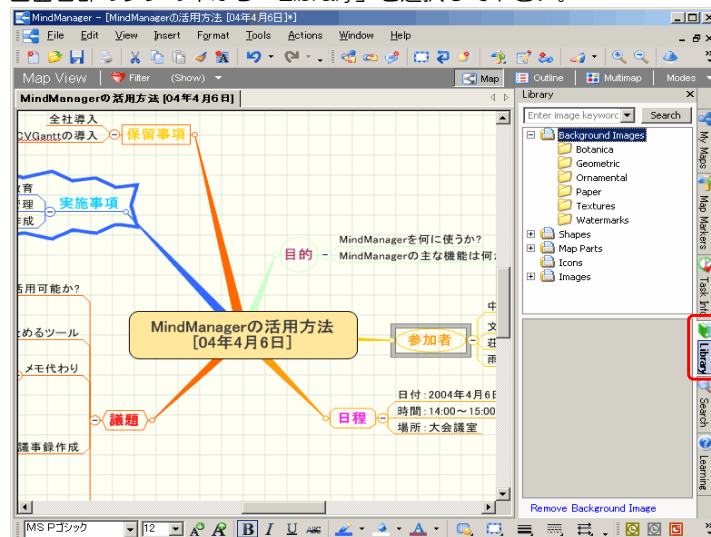 MindManager - [MindManagerの活用方法 [04年4月6日]*]
File Edit View Insert Format Tools Actions Window Help
Map View Filter (Show) Map Outline Multimap Modes
MindManagerの活用方法 [04年4月6日]
Library
Enter image keyword Search
Background Images
Botanica
Geometric
Ornamental
Paper
Textures
Watermarks
Shapes
Map Parts
Icons
Images
Remove Background Image
My Maps
Map Markers
Task Info
Library
Search
Learning
全社導入
CVGanttの導入
保留事項
実施事項
目的
MindManagerを何に使うか?
MindManagerの主な機能は何
MindManagerの活用方法
[04年4月6日]
参加者
日程
日付:2004年4月6日
時間:14:00～15:00
場所:大会議室
議題
活用可能か?
とめるツール
メモ代わり
議事録作成
MS Pゴシック 12